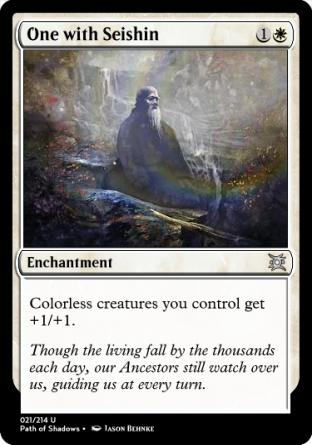 One with Seishin 1
Enchantment
Colorless creatures you control get
+1/+1.
Though the living fall by the thousands
each day, our Ancestors still watch over
us, guiding us at every turn.
021/214 U
Path of Shadows • Jason Behnke